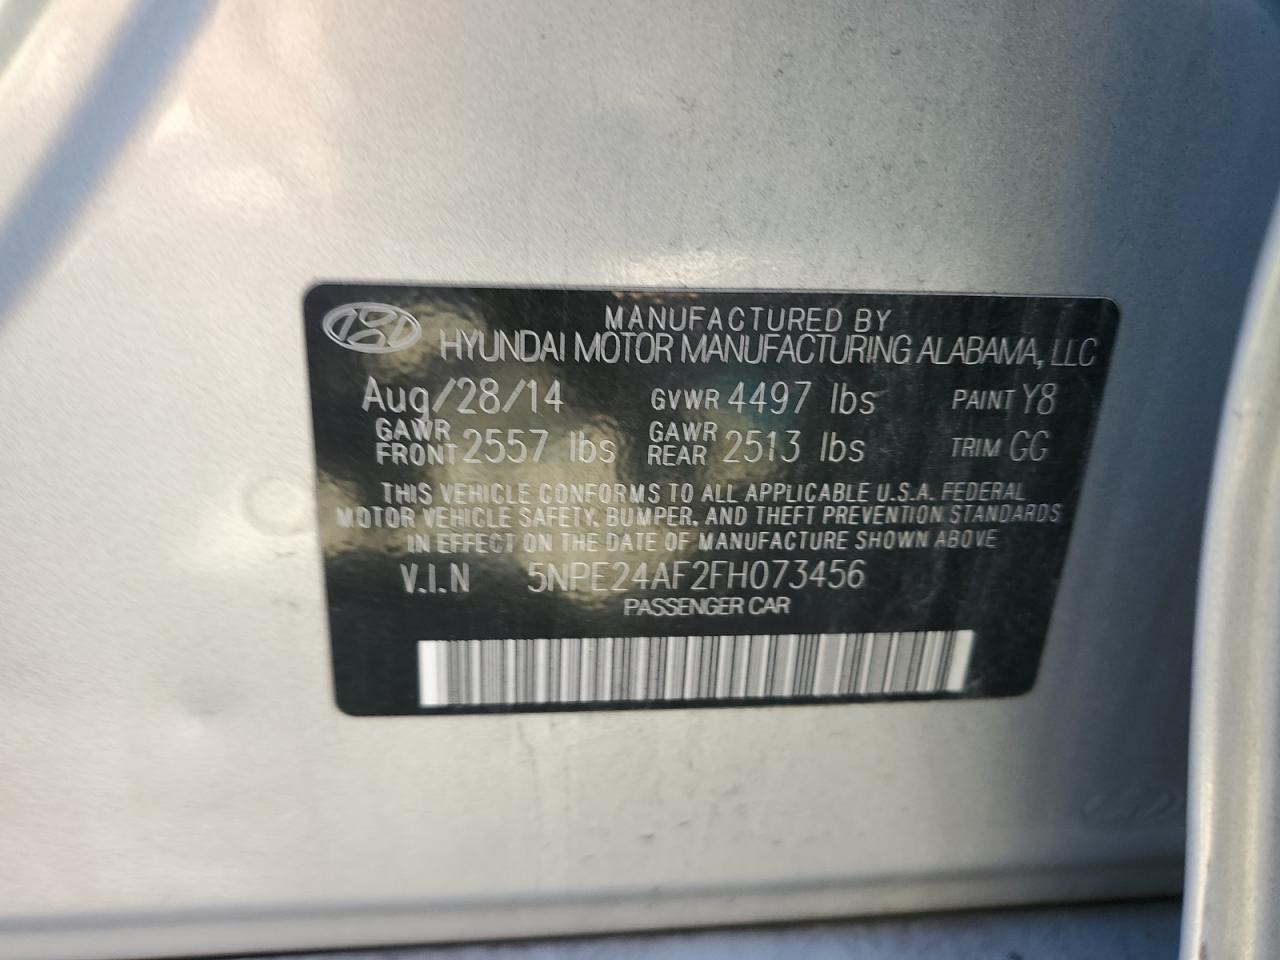 MANUFACTURED BY
HYUNDAI MOTOR MANUFACTURING ALABAMA, LLC
Aug/28/14 GVWR 4497 lbs PAINT Y8
GAWR FRONT 2557 lbs GAWR REAR 2513 lbs TRIM GG
THIS VEHICLE CONFORMS TO ALL APPLICABLE U.S.A. FEDERAL
MOTOR VEHICLE SAFETY, BUMPER, AND THEFT PREVENTION STANDARDS
IN EFFECT ON THE DATE OF MANUFACTURE SHOWN ABOVE
V.I.N 5NPE24AF2FH073456
PASSENGER CAR